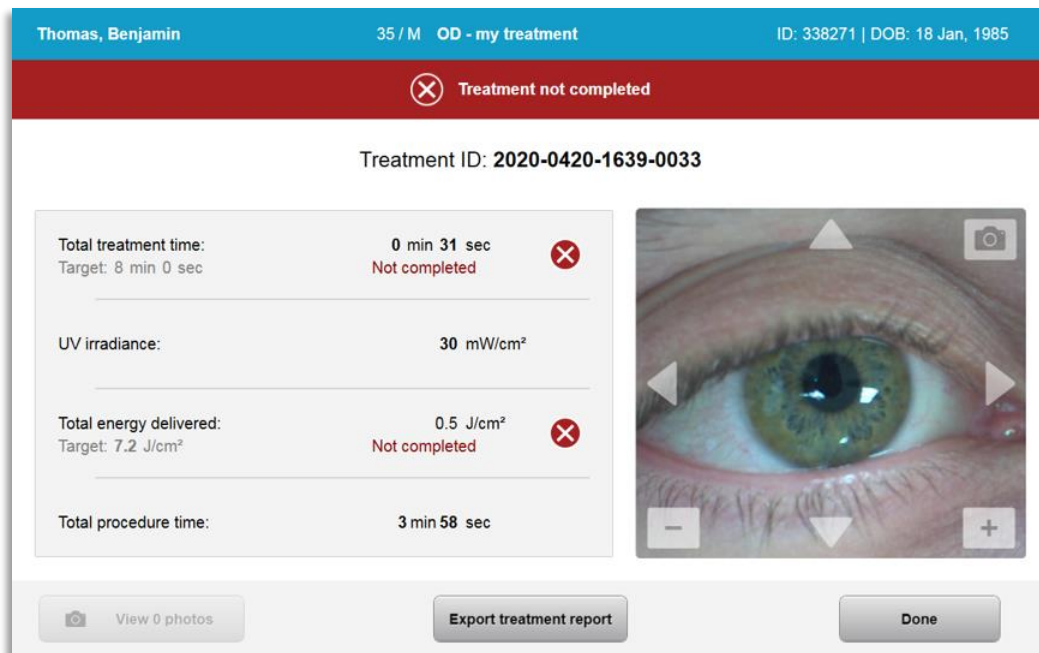 Thomas, Benjamin 35 / M OD - my treatment ID: 338271 | DOB: 18 Jan, 1985
Treatment not completed
Treatment ID: 2020-0420-1639-0033
Total treatment time: 0 min 31 sec
Target: 8 min 0 sec Not completed
UV irradiance: 30 mW/cm²
Total energy delivered: 0.5 J/cm²
Target: 7.2 J/cm² Not completed
Total procedure time: 3 min 58 sec
View 0 photos Export treatment report Done